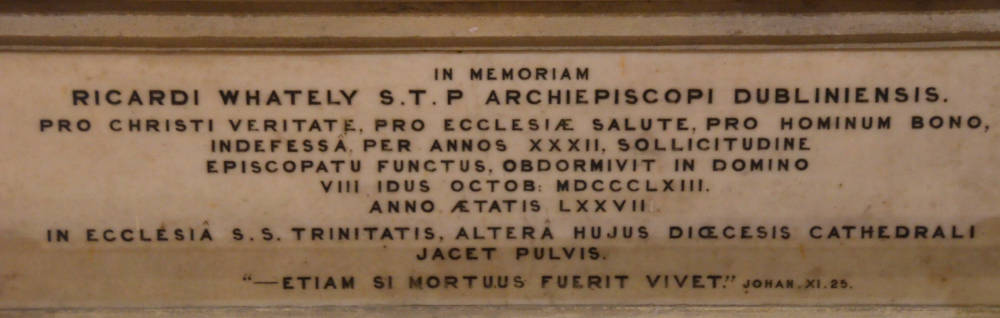 IN MEMORIAM
RICARDI WHATELY S.T.P ARCHIEPISCOPI DUBLINIENSIS.
PRO CHRISTI VERITATE, PRO ECCLESIÆ SALUTE, PRO HOMINUM BONO,
INDEFESSÂ, PER ANNOS XXXII, SOLLICITUDINE
EPISCOPATU FUNCTUS, OBDORMIVIT IN DOMINO
VIII IDUS OCTOB: MDCCCLXIII.
ANNO ÆTATIS LXXVII.
IN ECCLESIÂ S.S. TRINITATIS, ALTERÂ HUJUS DIŒCESIS CATHEDRALI
JACET PULVIS.
"—ETIAM SI MORTUUS FUERIT VIVET." JOHAN. XI. 25.